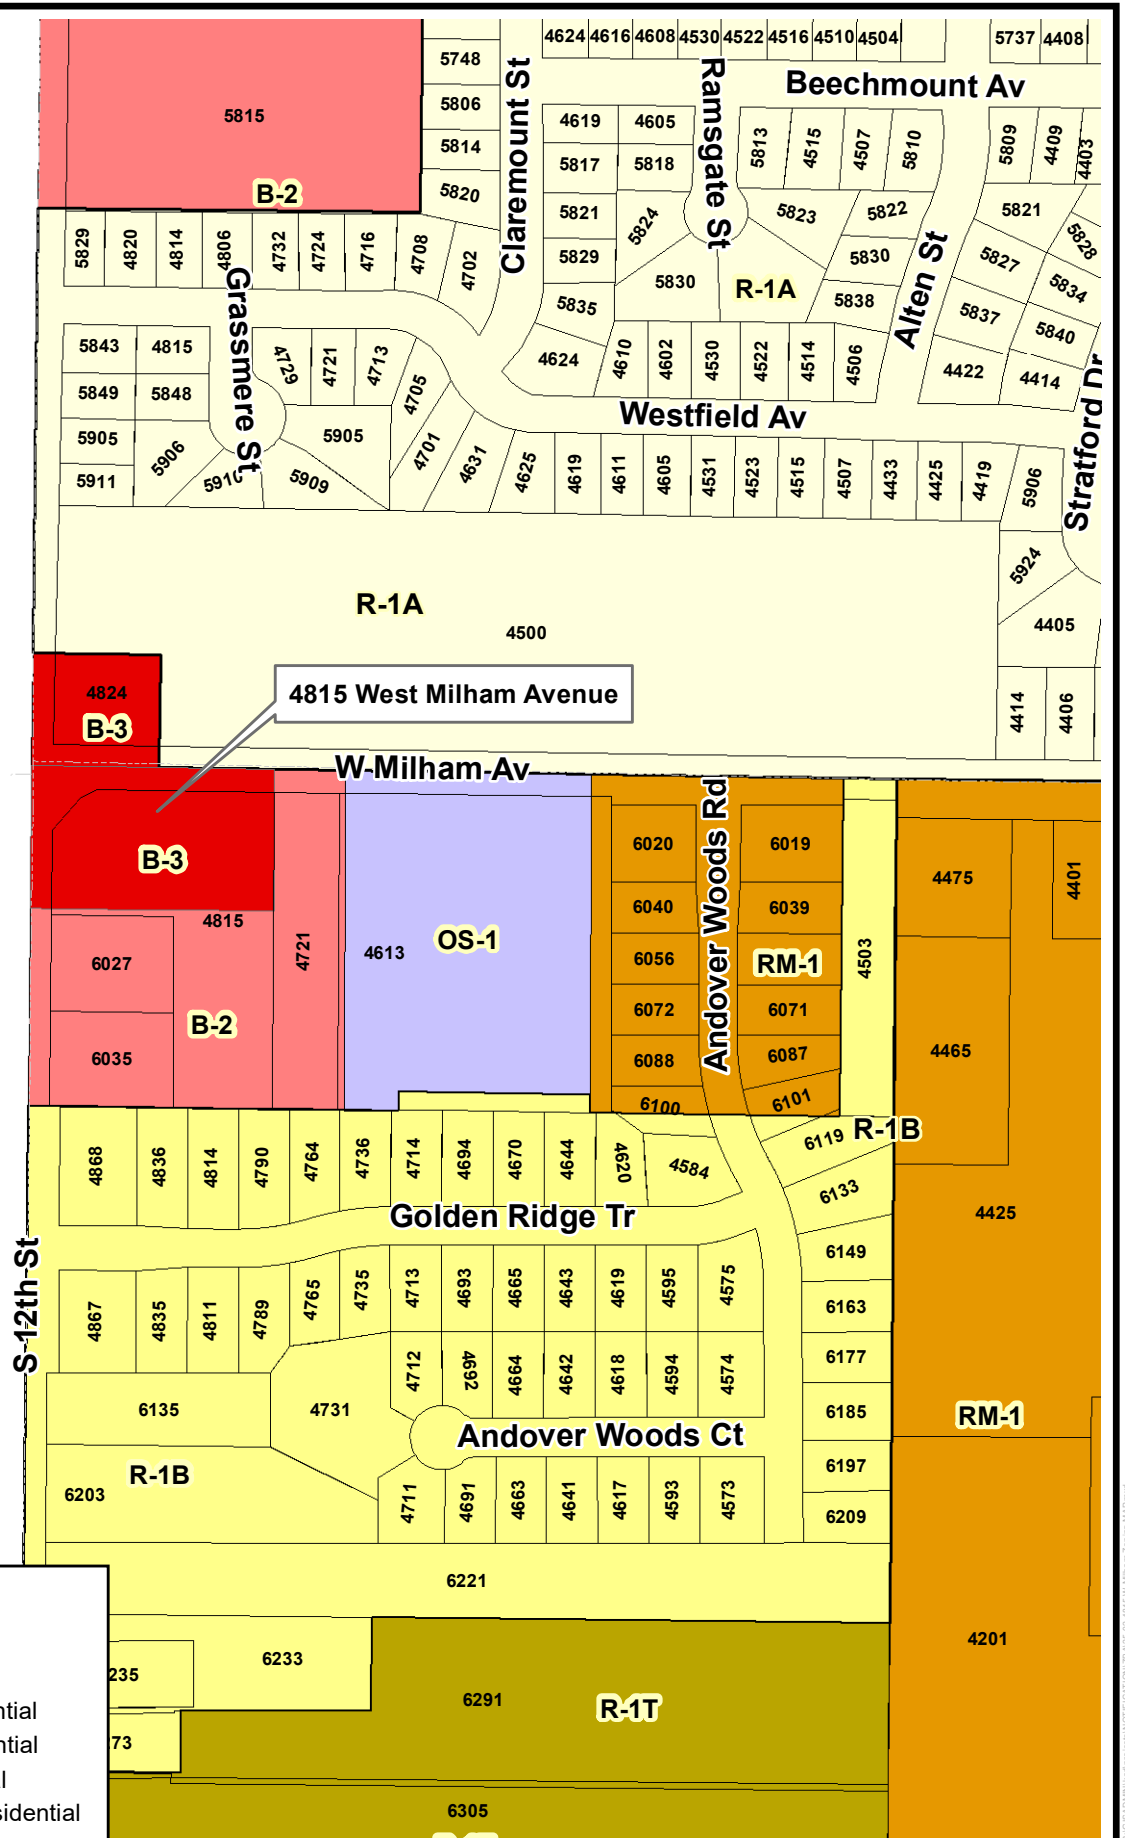 4624 4616 4608 4530 4522 4516 4510 4504 5737 4408
5748
Claremount St
Ramsgate St
Beechmount Av
5806
5815
5814
5820
B-2
4619 4605
5817 5818
5813 4515 4507 5810
5809 4409 4403
5821
5824
5823
5822
5821
5828
5829 4820 4814 4806 4732 4724 4716 4708 4702
5829
5830
R-1A
5830
5827
5834
Alten St
5835
5838
5837
5840
Grassmere St
5843 4815
4729 4721 4713
4705
4624
4610 4602 4530 4522 4514 4506
4422 4414
Stratford Dr
5849 5848
Westfield Av
5905
5906
5905
4701 4631 4625 4619 4611 4605 4531 4523 4515 4507 4433 4425 4419 5906
5911
5910
5909
5924
R-1A
4500
4405
4824
B-3
4815 West Milham Avenue
4414 4406
W Milham Av
Andover Woods Rd
B-3
6020 6019
4475
4401
4815
6040 6039
6027
4721
4613
OS-1
6056
RM-1
4503
6072 6071
B-2
6035
6088 6087
4465
6100 6101
6119
R-1B
4868 4836 4814 4790 4764 4736 4714 4694 4670 4644 4620 4584
6133
Golden Ridge Tr
4425
S 12th St
6149
4867 4835 4811 4789 4765 4735 4713 4693 4665 4643 4619 4595 4575
6163
4712 4692 4664 4642 4618 4594 4574
6177
6135
4731
6185
RM-1
Andover Woods Ct
R-1B
6203
6197
4711 4691 4663 4641 4617 4593 4573
6209
6221
6233
235
4201
6291
R-1T
ntial
73
ntial
l
sidential
6305